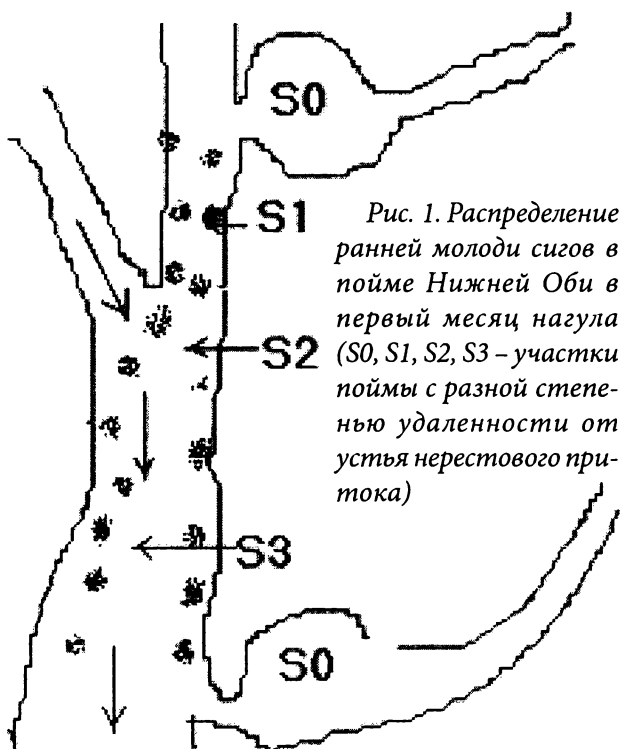 S0
S1
Рис. 1. Распределение
ранней молоди сигов в
пойме Нижней Оби в
первый месяц нагула
(S0, S1, S2, S3 – участки
поймы с разной степе-
нью удаленности от
устья нерестового при-
тока)
S2
S3
S0